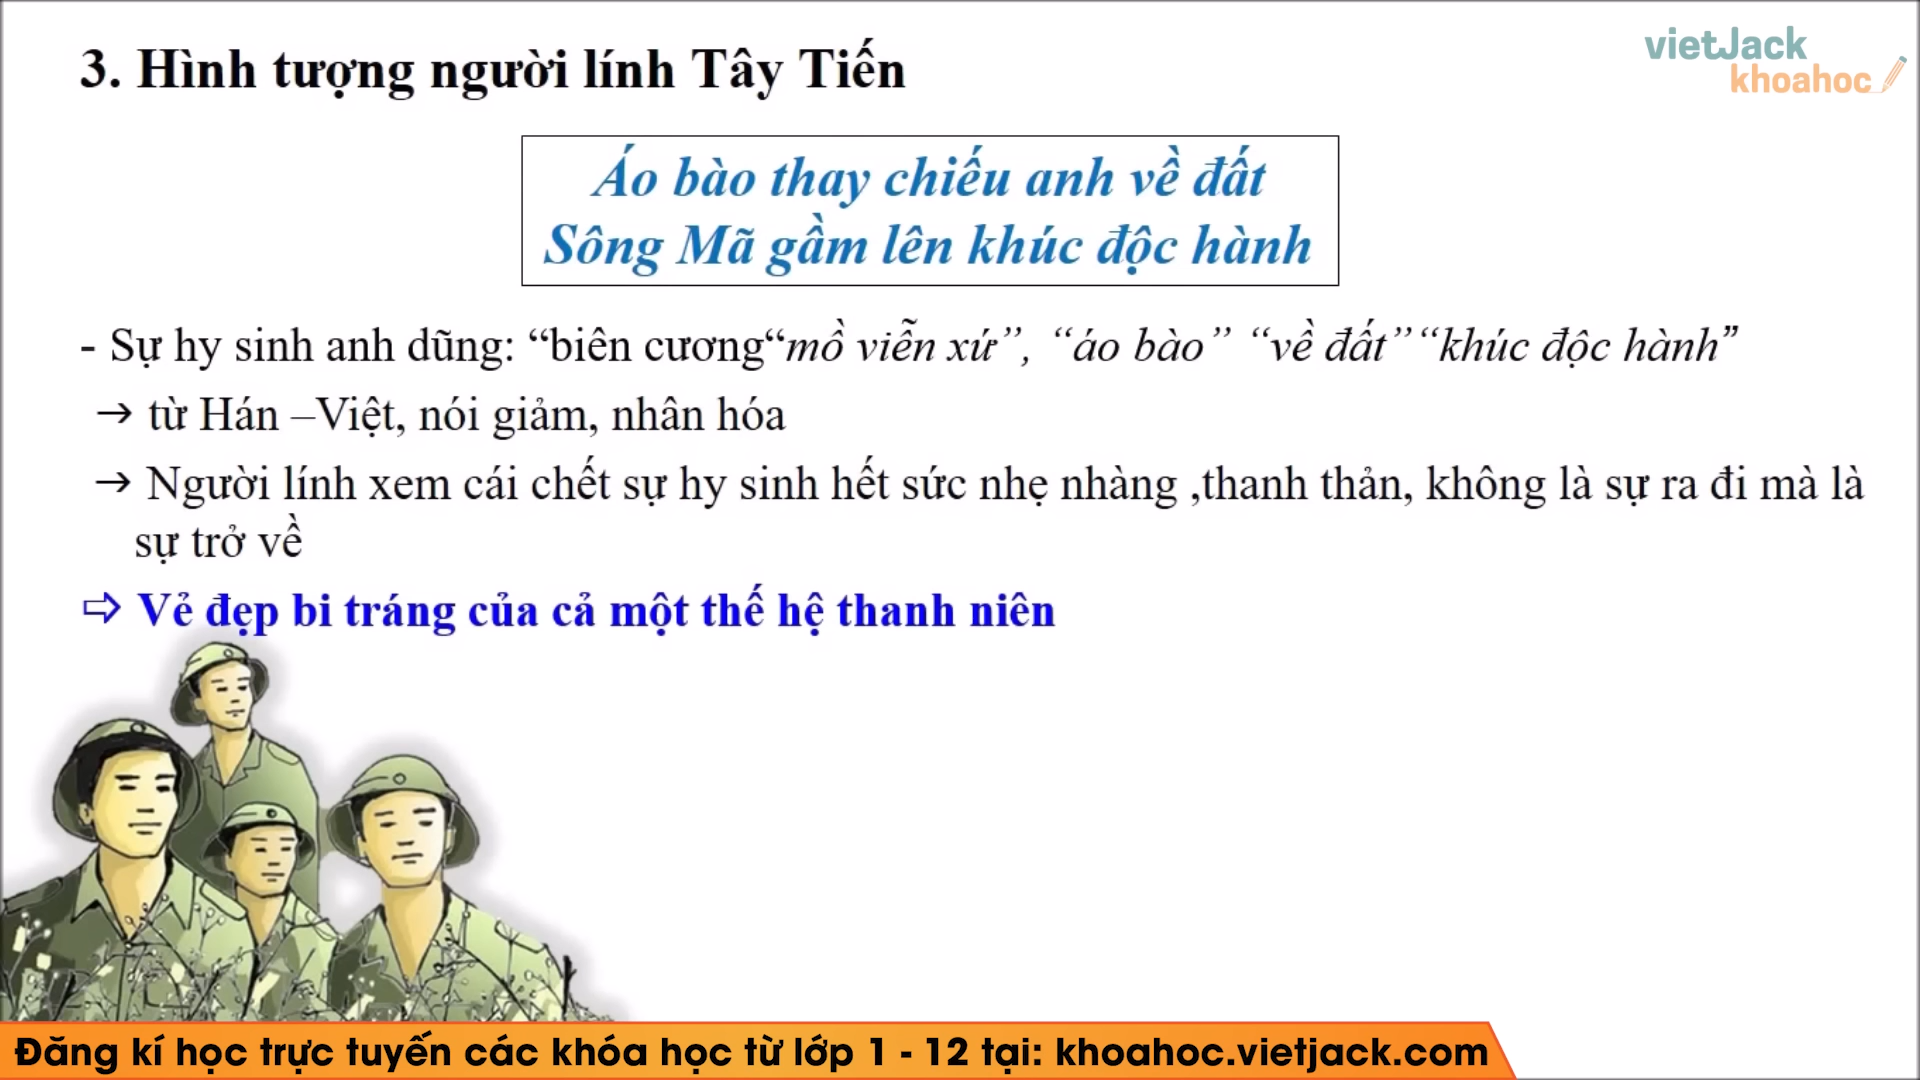 vietJack
khoahoc
3. Hình tượng người lính Tây Tiến
Áo bào thay chiếu anh về đất
Sông Mã gầm lên khúc độc hành
- Sự hy sinh anh dũng: “biên cương“mồ viễn xứ”, “áo bào” “về đất”“khúc độc hành”
→ từ Hán –Việt, nói giảm, nhân hóa
→ Người lính xem cái chết sự hy sinh hết sức nhẹ nhàng ,thanh thản, không là sự ra đi mà là
sự trở về
⇨ Vẻ đẹp bi tráng của cả một thế hệ thanh niên
Đăng kí học trực tuyến các khóa học từ lớp 1 - 12 tại: khoahoc.vietjack.com